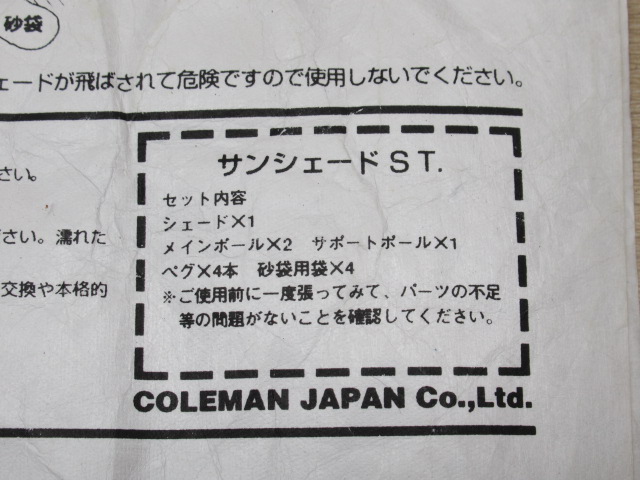 砂袋
ェードが飛ばされて危険ですので使用しないでください。
さい。
ださい。濡れた
交換や本格的
サンシェードST.
セット内容
シェード×1
メインポール×2 サポートポール×1
ペグ×4本 砂袋用袋×4
※ご使用前に一度張ってみて、パーツの不足
等の問題がないことを確認してください。
COLEMAN JAPAN Co.,Ltd.